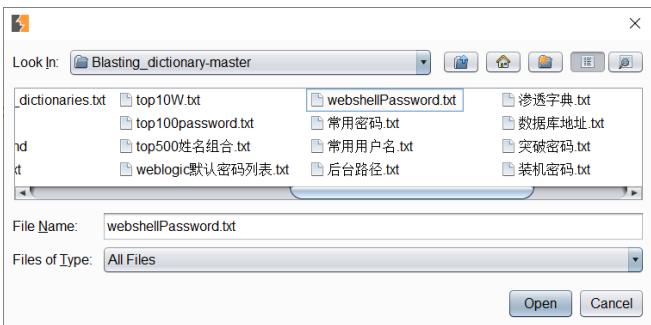 Look In: Blasting_dictionary-master
_dictionaries.txt top10W.txt webshellPassword.txt 渗透字典.txt
top100password.txt 常用密码.txt 数据库地址.txt
nd top500姓名组合.txt 常用用户名.txt 突破密码.txt
xt weblogic默认密码列表.txt 后台路径.txt 装机密码.txt
File Name: webshellPassword.txt
Files of Type: All Files
Open Cancel